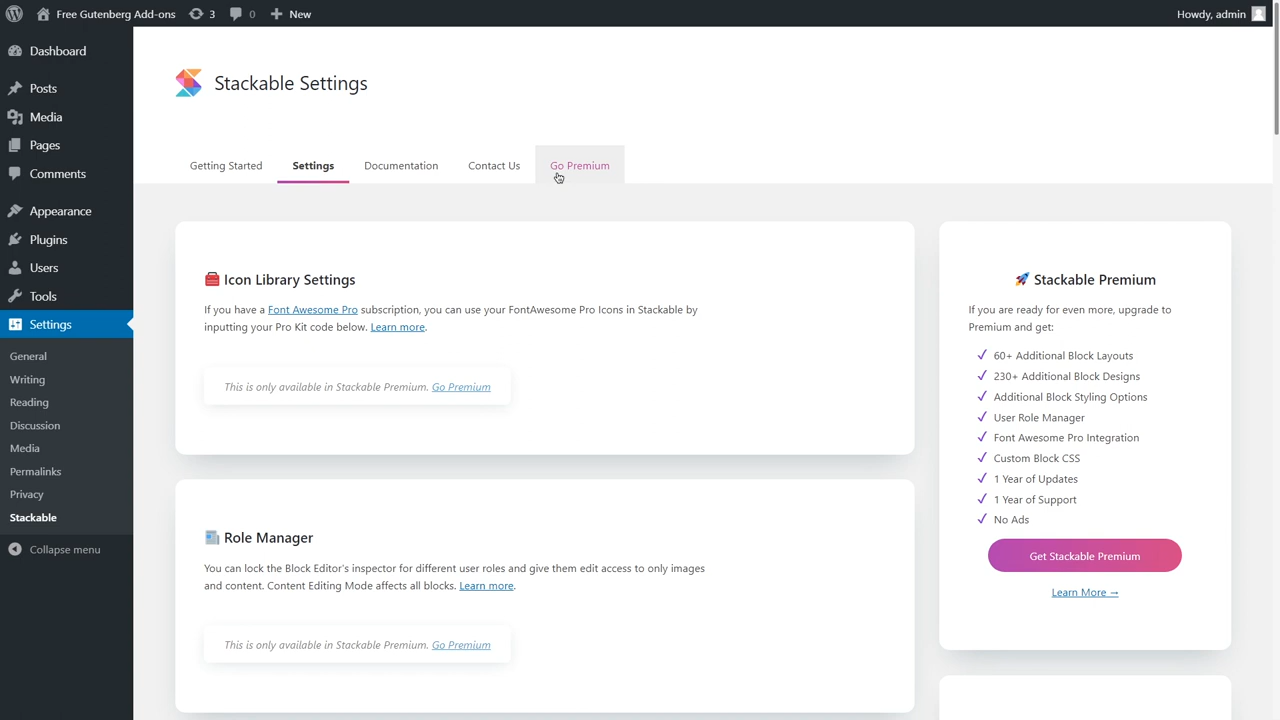 Free Gutenberg Add-ons
3
0
New
Howdy, admin
Dashboard
Posts
Media
Pages
Comments
Appearance
Plugins
Users
Tools
Settings
General
Writing
Reading
Discussion
Media
Permalinks
Privacy
Stackable
Collapse menu
Stackable Settings
Getting Started
Settings
Documentation
Contact Us
Go Premium
Icon Library Settings
If you have a Font Awesome Pro subscription, you can use your FontAwesome Pro Icons in Stackable by
inputting your Pro Kit code below. Learn more.
This is only available in Stackable Premium. Go Premium
Role Manager
You can lock the Block Editor's inspector for different user roles and give them edit access to only images
and content. Content Editing Mode affects all blocks. Learn more.
This is only available in Stackable Premium. Go Premium
Stackable Premium
If you are ready for even more, upgrade to
Premium and get:
60+ Additional Block Layouts
230+ Additional Block Designs
Additional Block Styling Options
User Role Manager
Font Awesome Pro Integration
Custom Block CSS
1 Year of Updates
1 Year of Support
No Ads
Get Stackable Premium
Learn More →